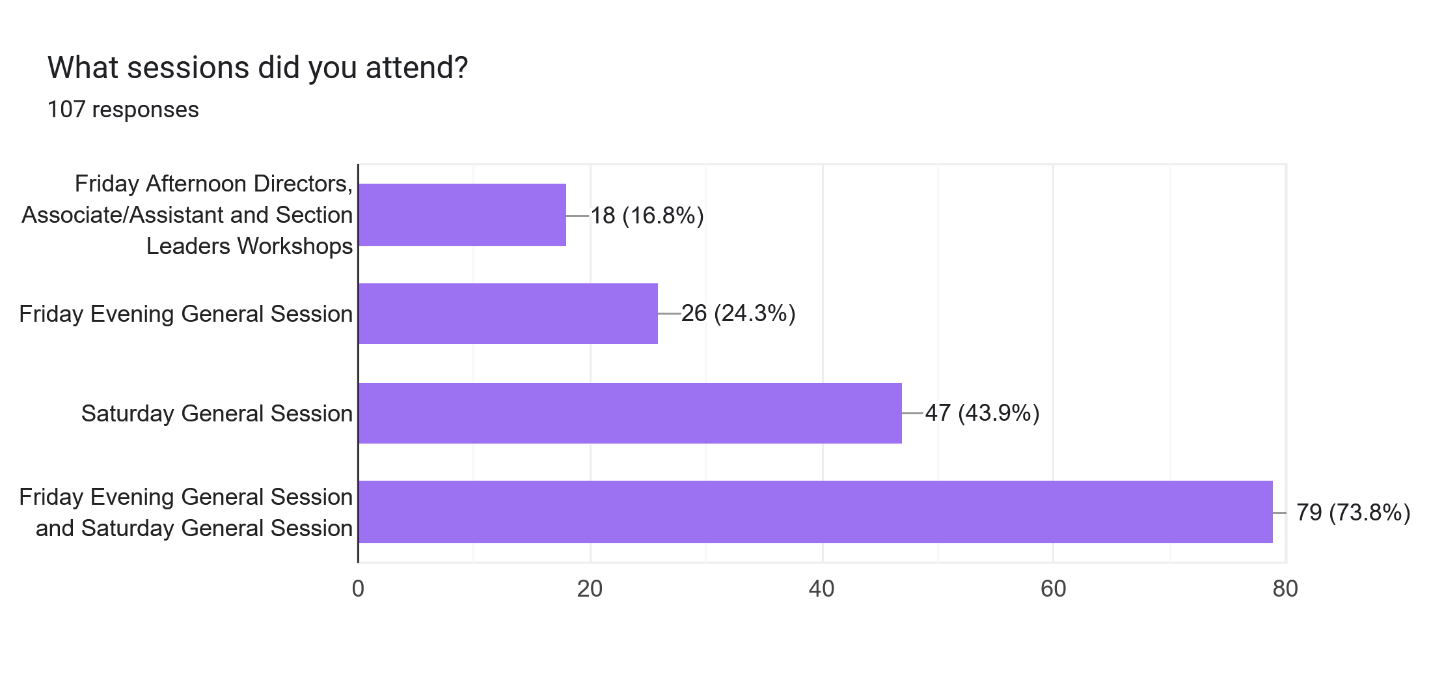 What sessions did you attend?
107 responses
Friday Afternoon Directors,
Associate/Assistant and Section
Leaders Workshops
18 (16.8%)
Friday Evening General Session
26 (24.3%)
Saturday General Session
47 (43.9%)
Friday Evening General Session
and Saturday General Session
79 (73.8%)
0 20 40 60 80